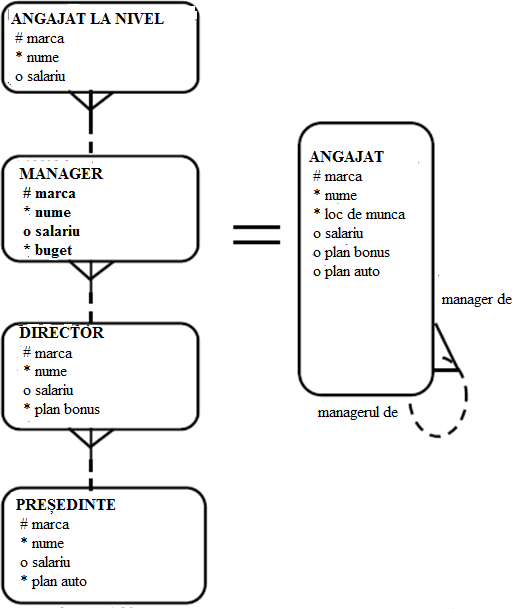 ANGAJAT LA NIVEL
# marca
* nume
o salariu
MANAGER
# marca
* nume
o salariu
* buget
DIRECTOR
# marca
* nume
o salariu
* plan bonus
PREȘEDINTE
# marca
* nume
o salariu
* plan auto
ANGAJAT
# marca
* nume
* loc de munca
o salariu
o plan bonus
o plan auto
manager de
managerul de